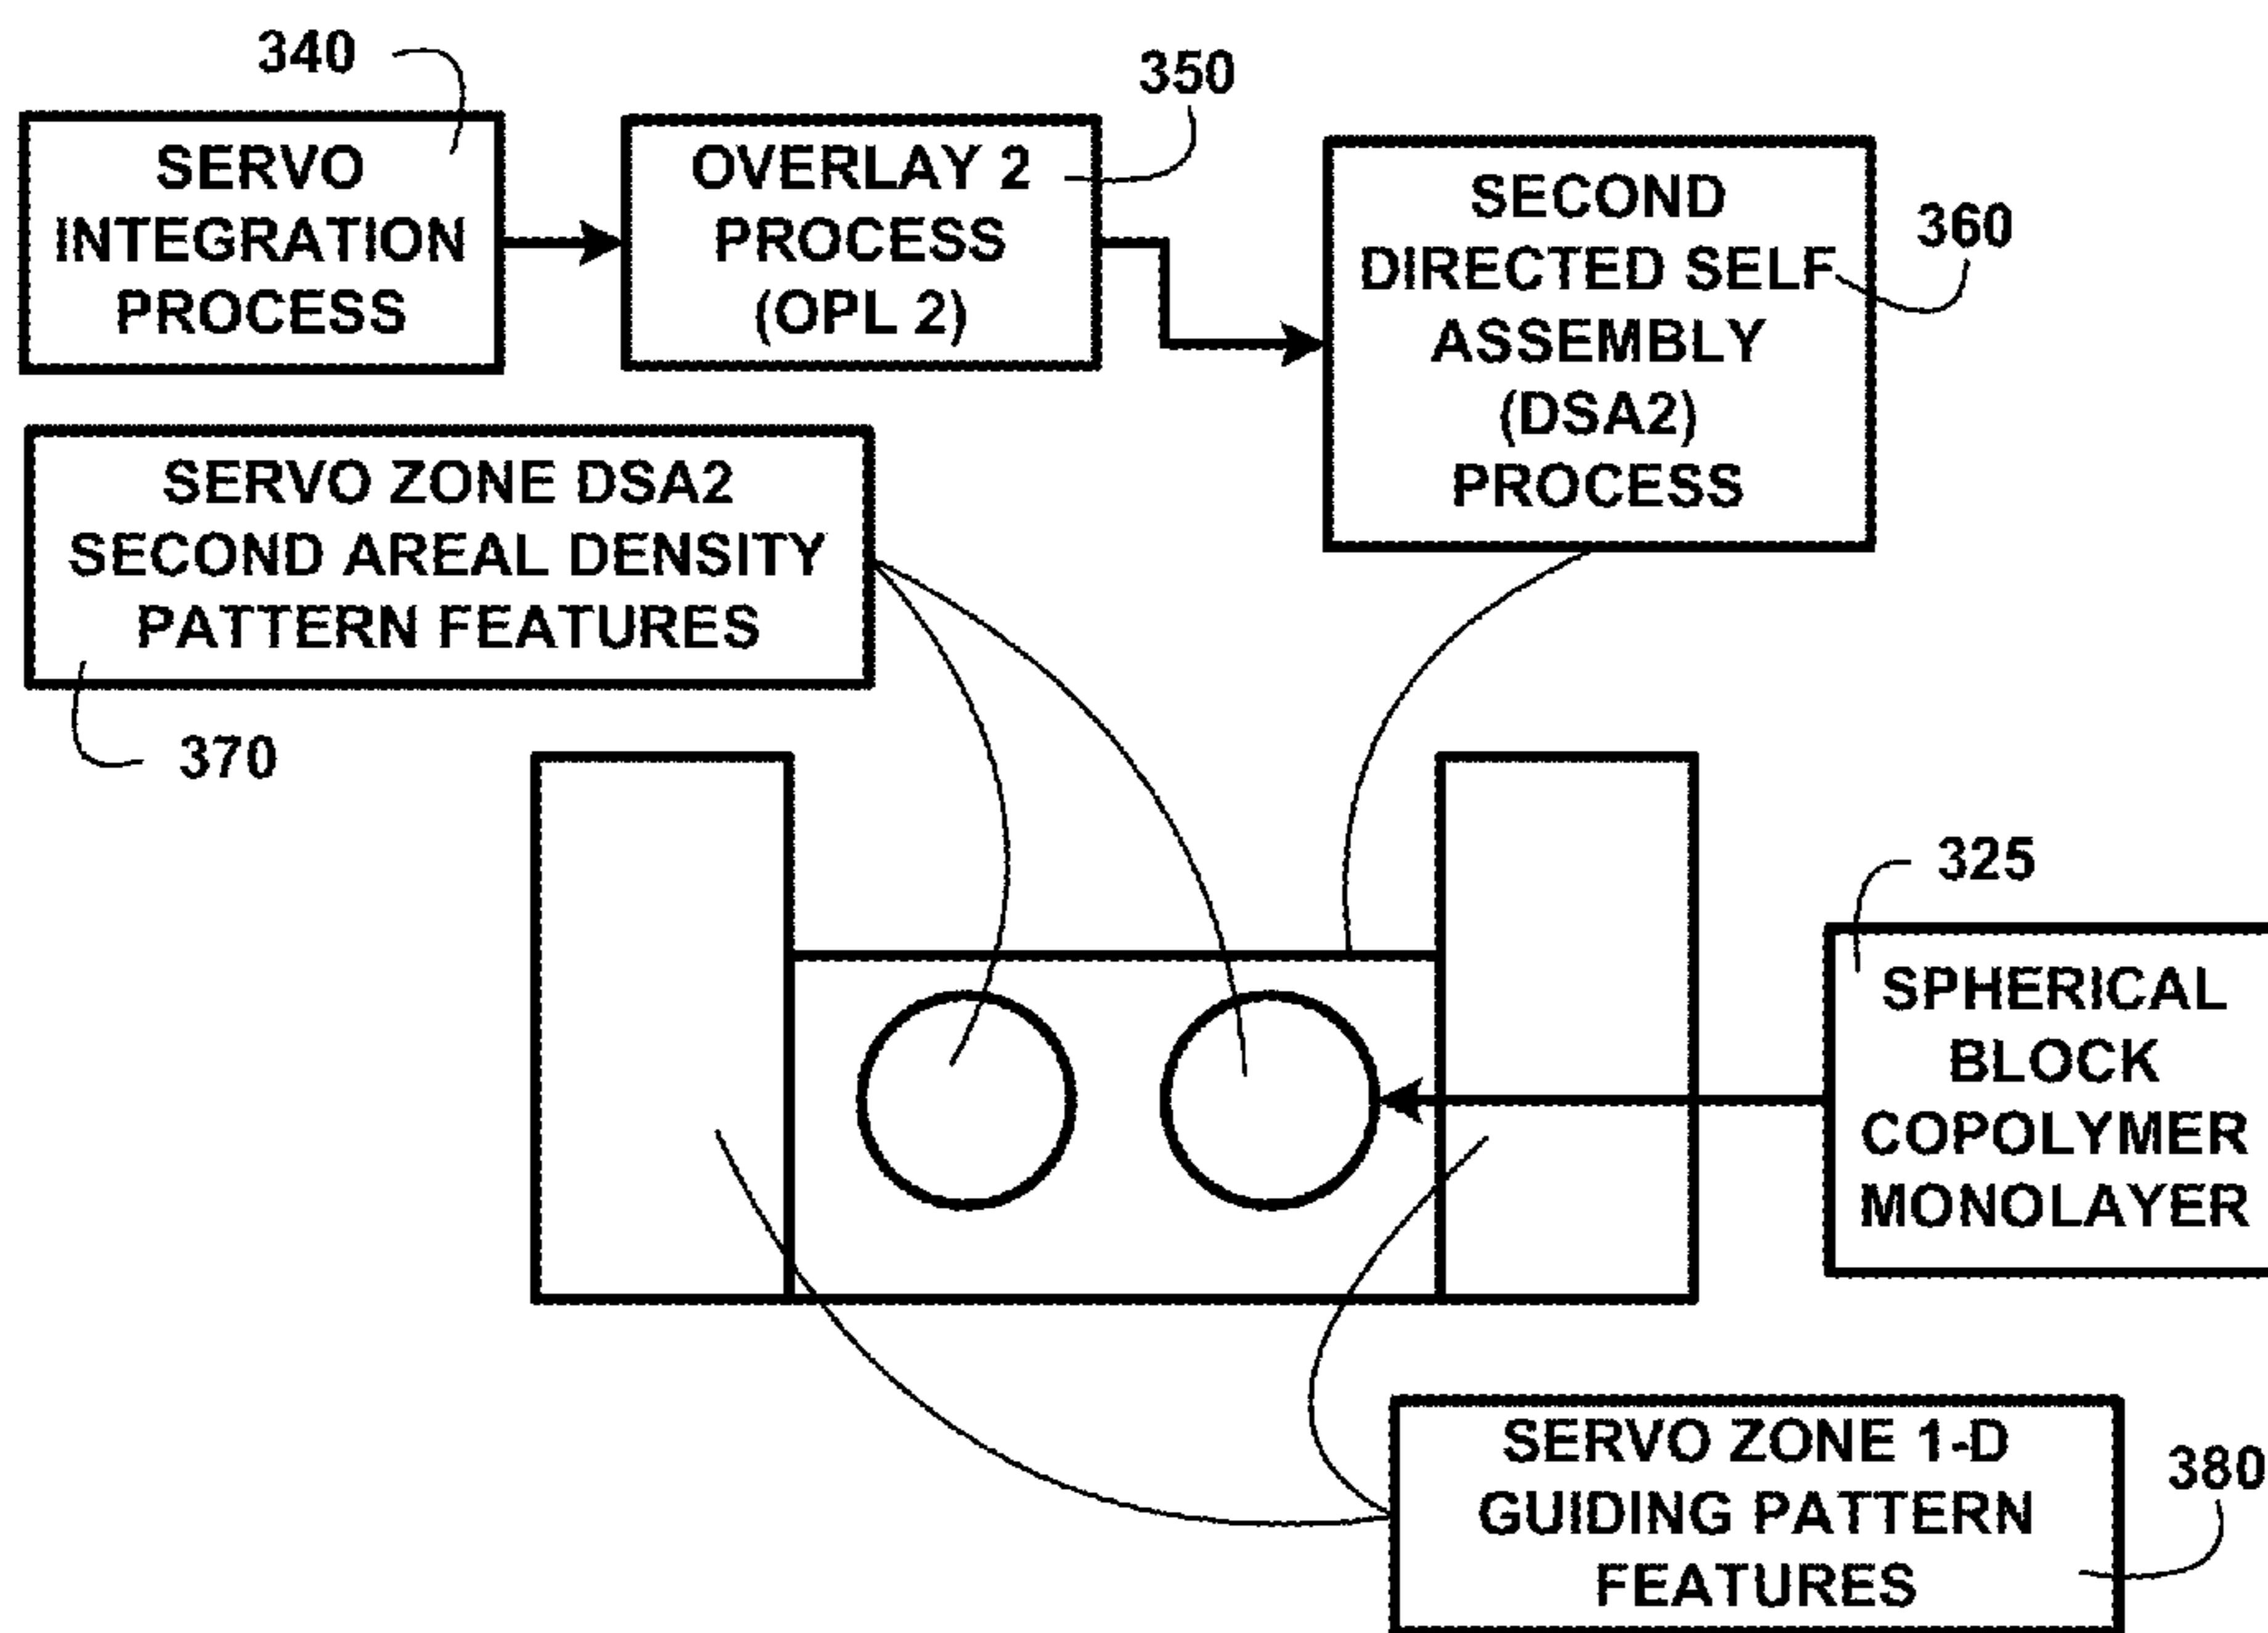 340
SERVO
INTEGRATION
PROCESS
350
OVERLAY 2
PROCESS
(OPL 2)
360
SECOND
DIRECTED SELF
ASSEMBLY
(DSA2)
PROCESS
SERVO ZONE DSA2
SECOND AREAL DENSITY
PATTERN FEATURES
370
325
SPHERICAL
BLOCK
COPOLYMER
MONOLAYER
SERVO ZONE 1-D
GUIDING PATTERN
FEATURES
380